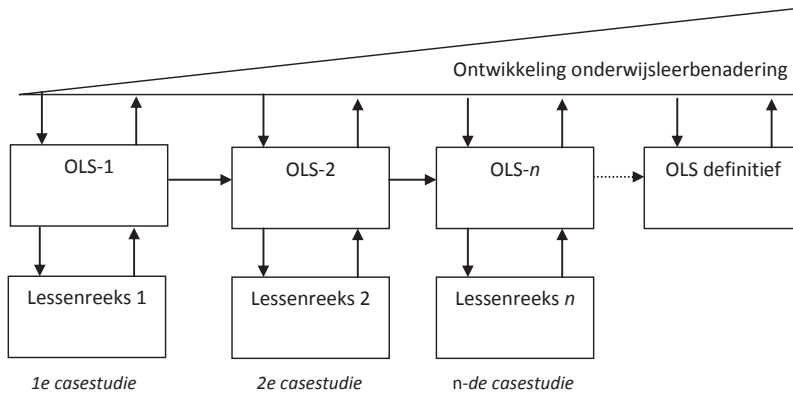 Ontwikkeling onderwijsleerbenadering
OLS-1
OLS-2
OLS-n
OLS definitief
Lessenreeks 1
Lessenreeks 2
Lessenreeks n
1e casestudie
2e casestudie
n-de casestudie